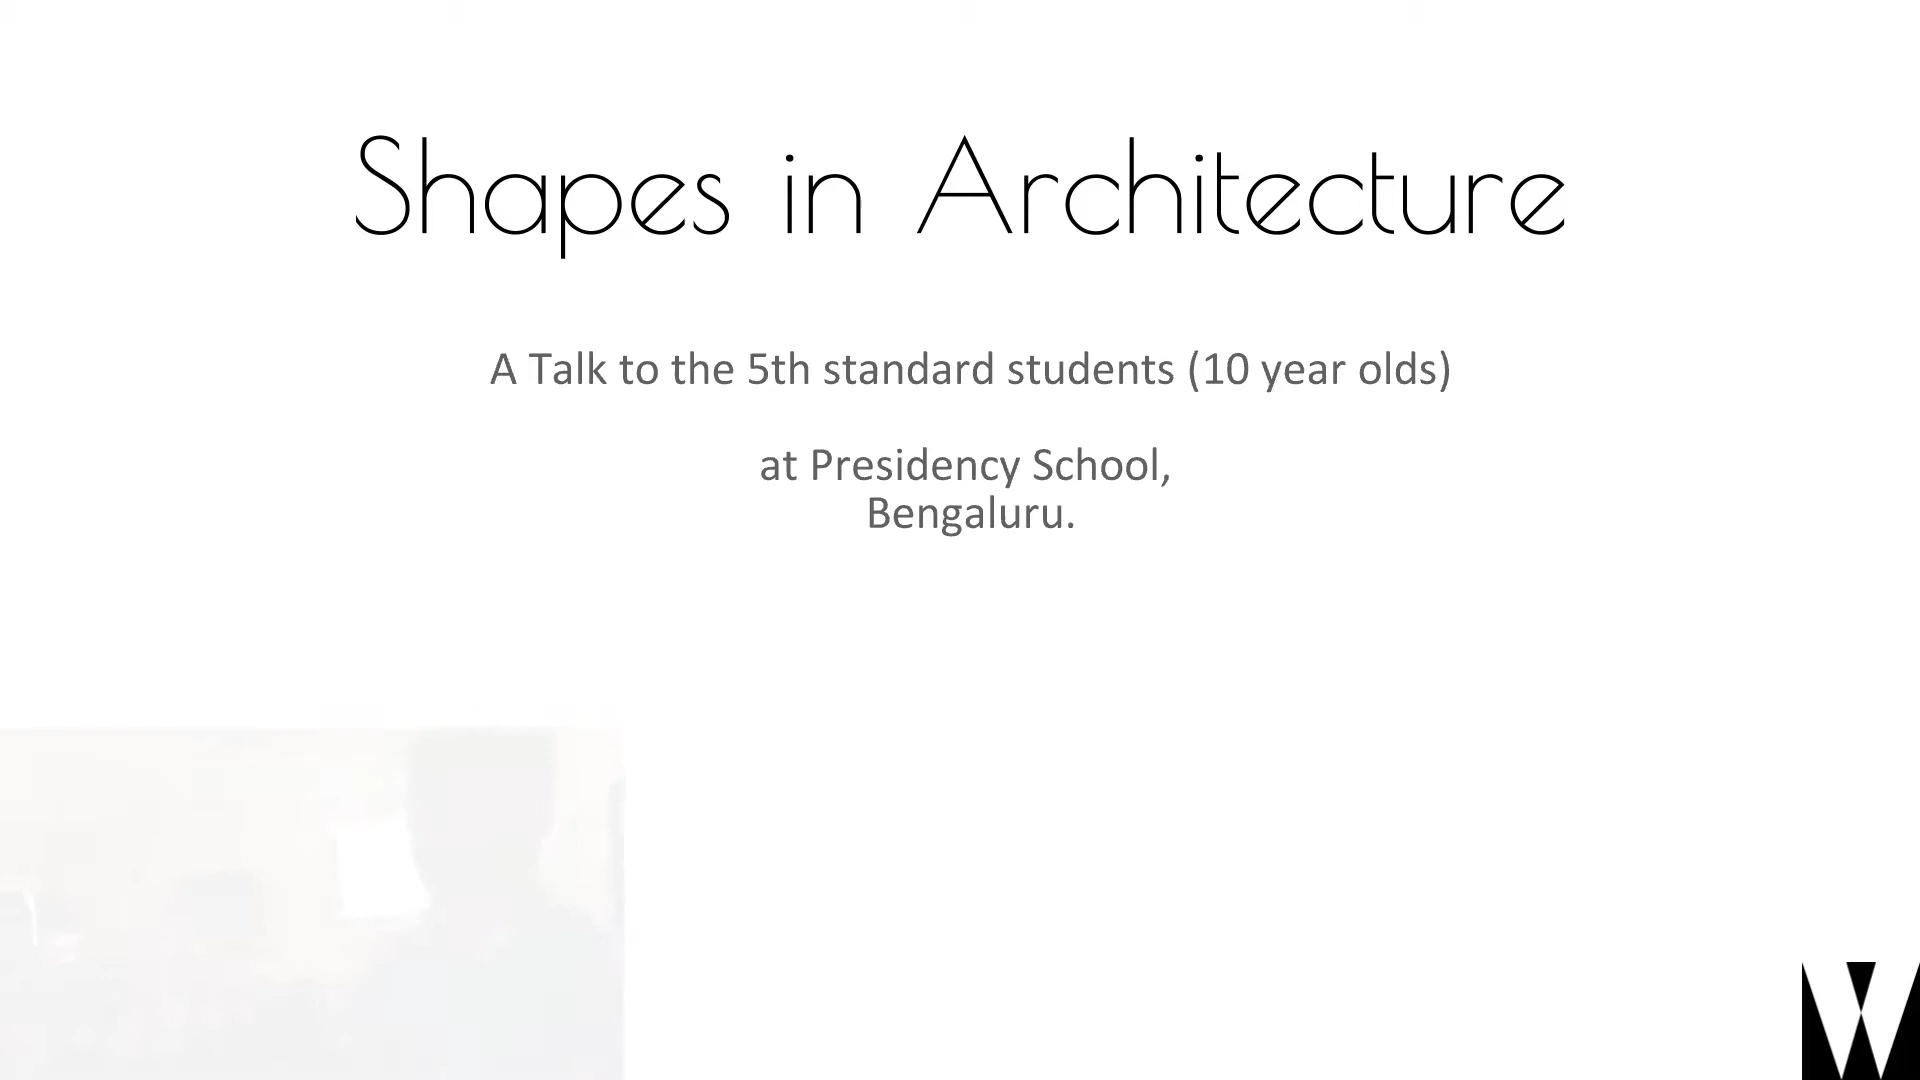 Shapes in Architecture
A Talk to the 5th standard students (10 year olds)
at Presidency School,
Bengaluru.
W